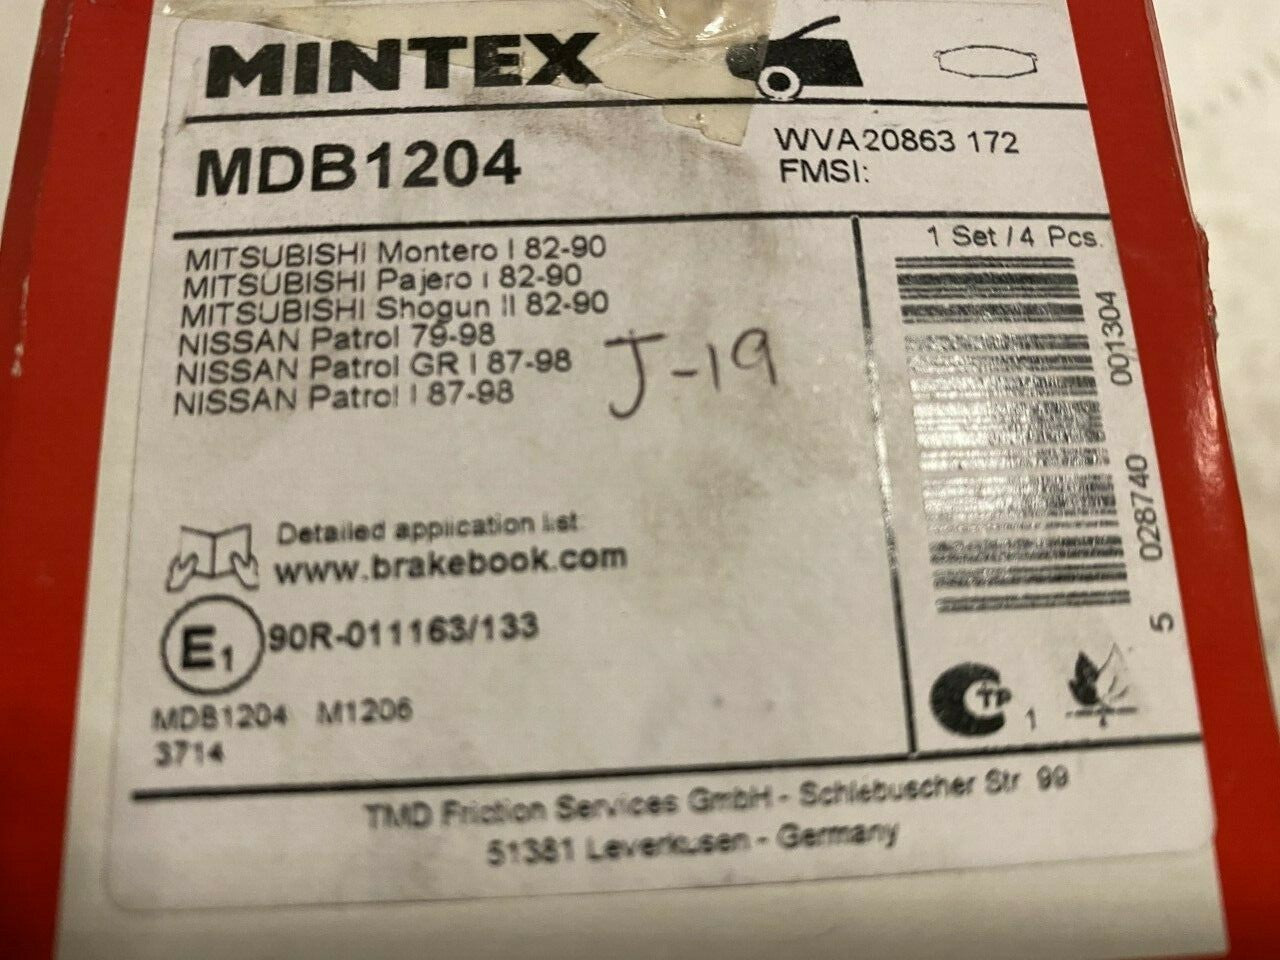 MINTEX
MDB1204
WVA20863 172
FMSI:
MITSUBISHI Montero I 82-90
MITSUBISHI Pajero I 82-90
MITSUBISHI Shogun II 82-90
NISSAN Patrol 79-98
NISSAN Patrol GR I 87-98
NISSAN Patrol I 87-98
J-19
1 Set / 4 Pcs.
5 028740 001304
Detailed application list
www.brakebook.com
E1 90R-011163/133
MDB1204 M1206
3714
CTP 1
TMD Friction Services GmbH - Schlebuscher Str 99
51381 Leverkusen - Germany